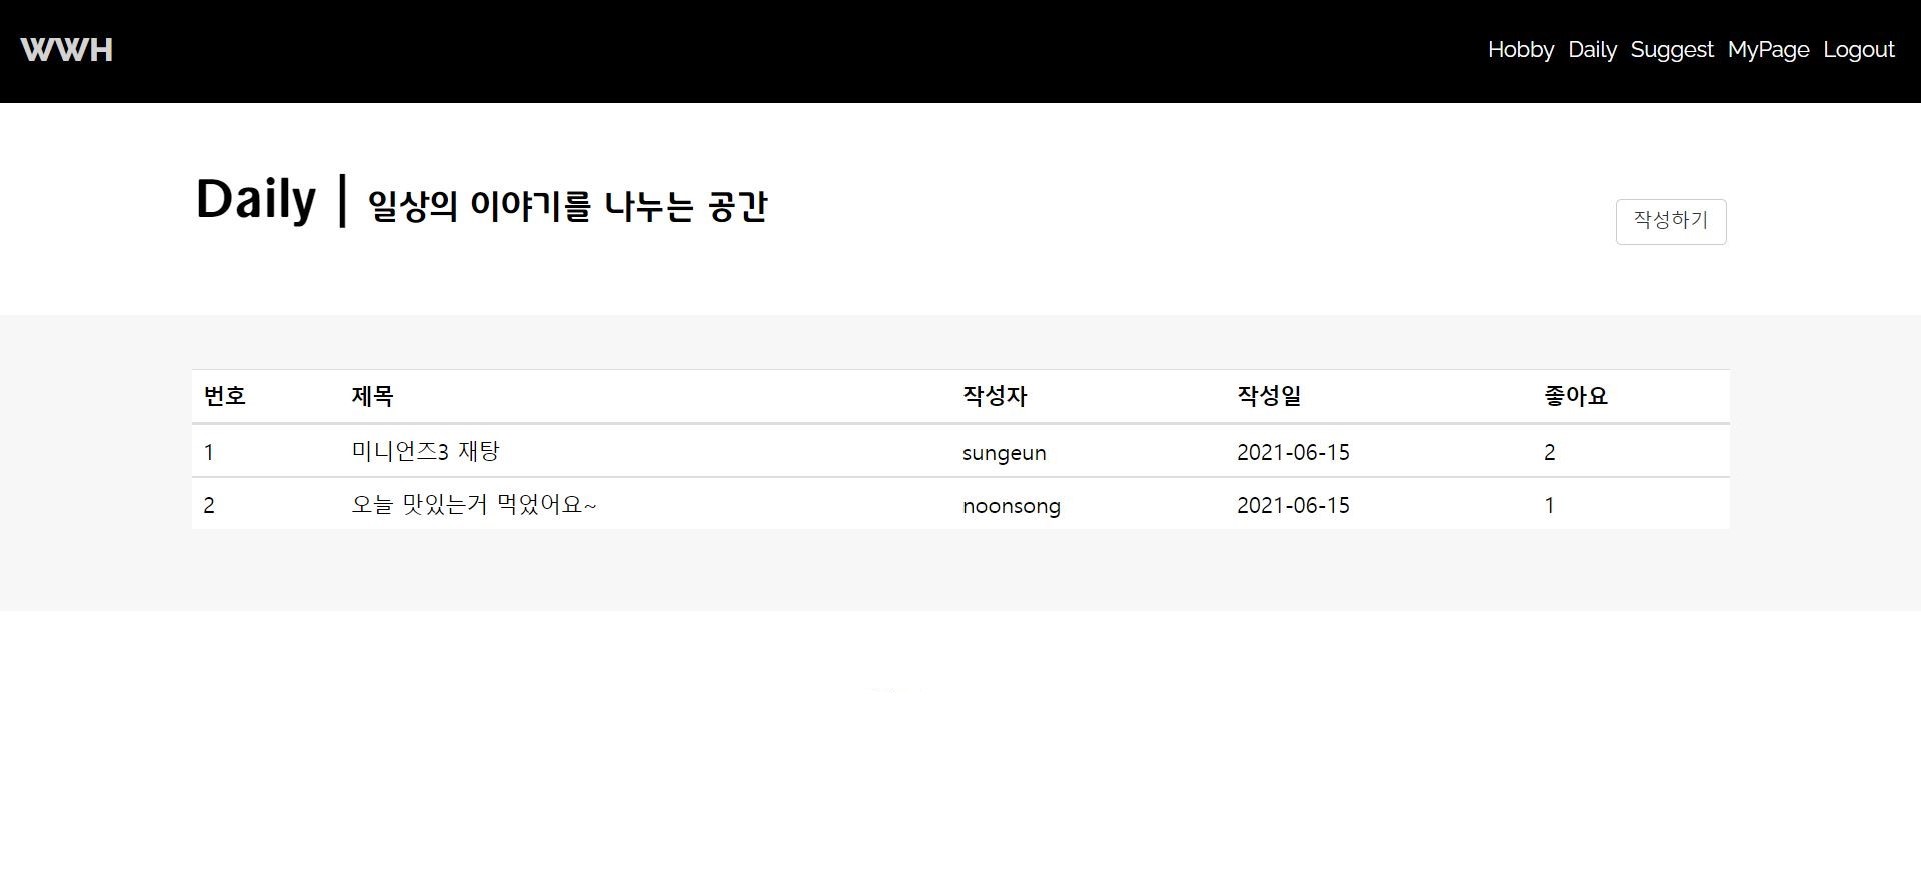 WWH Hobby Daily Suggest MyPage Logout
Daily | 일상의 이야기를 나누는 공간
작성하기
번호 제목 작성자 작성일 좋아요
1 미니언즈3 재탕 sungeun 2021-06-15 2
2 오늘 맛있는거 먹었어요~ noonsong 2021-06-15 1